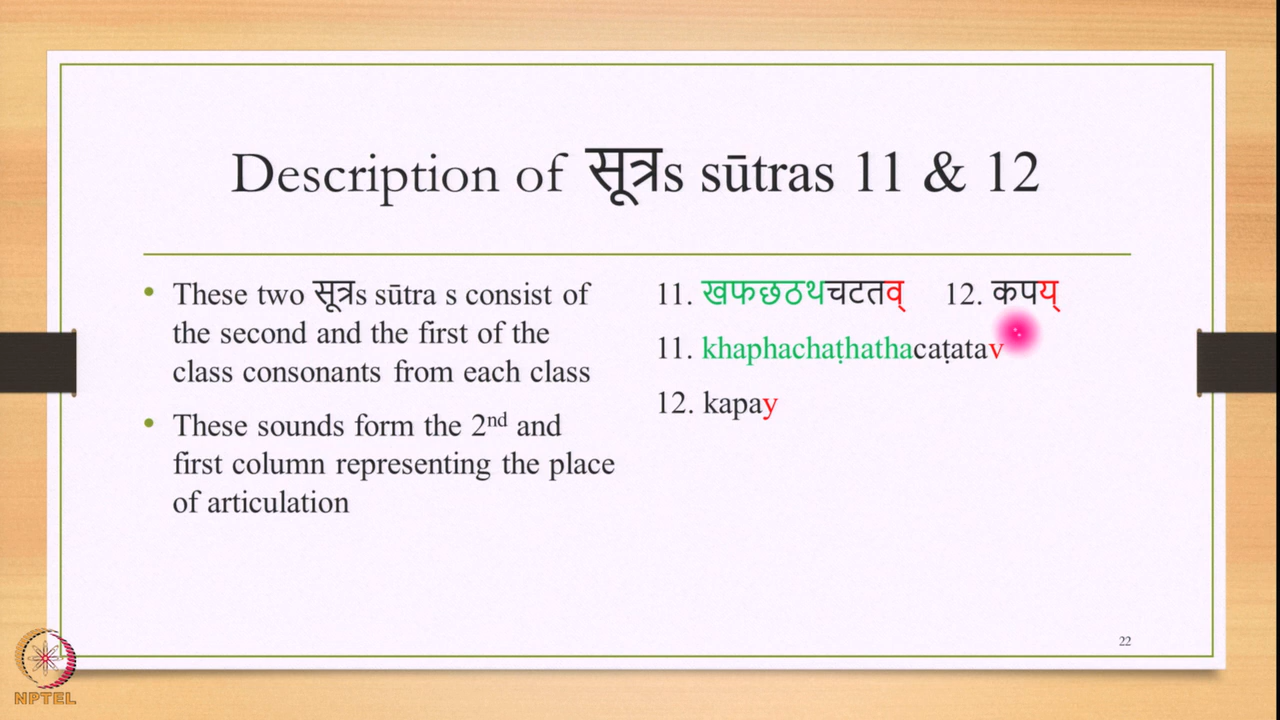 Description of सूत्रs sūtras 11 & 12
• These two सूत्रs sūtra s consist of
the second and the first of the
class consonants from each class
• These sounds form the 2nd and
first column representing the place
of articulation
11. खफछठथचटतव् 12. कपय्
11. khaphachaṭhathacaṭatav
12. kapay
22
NPTEL